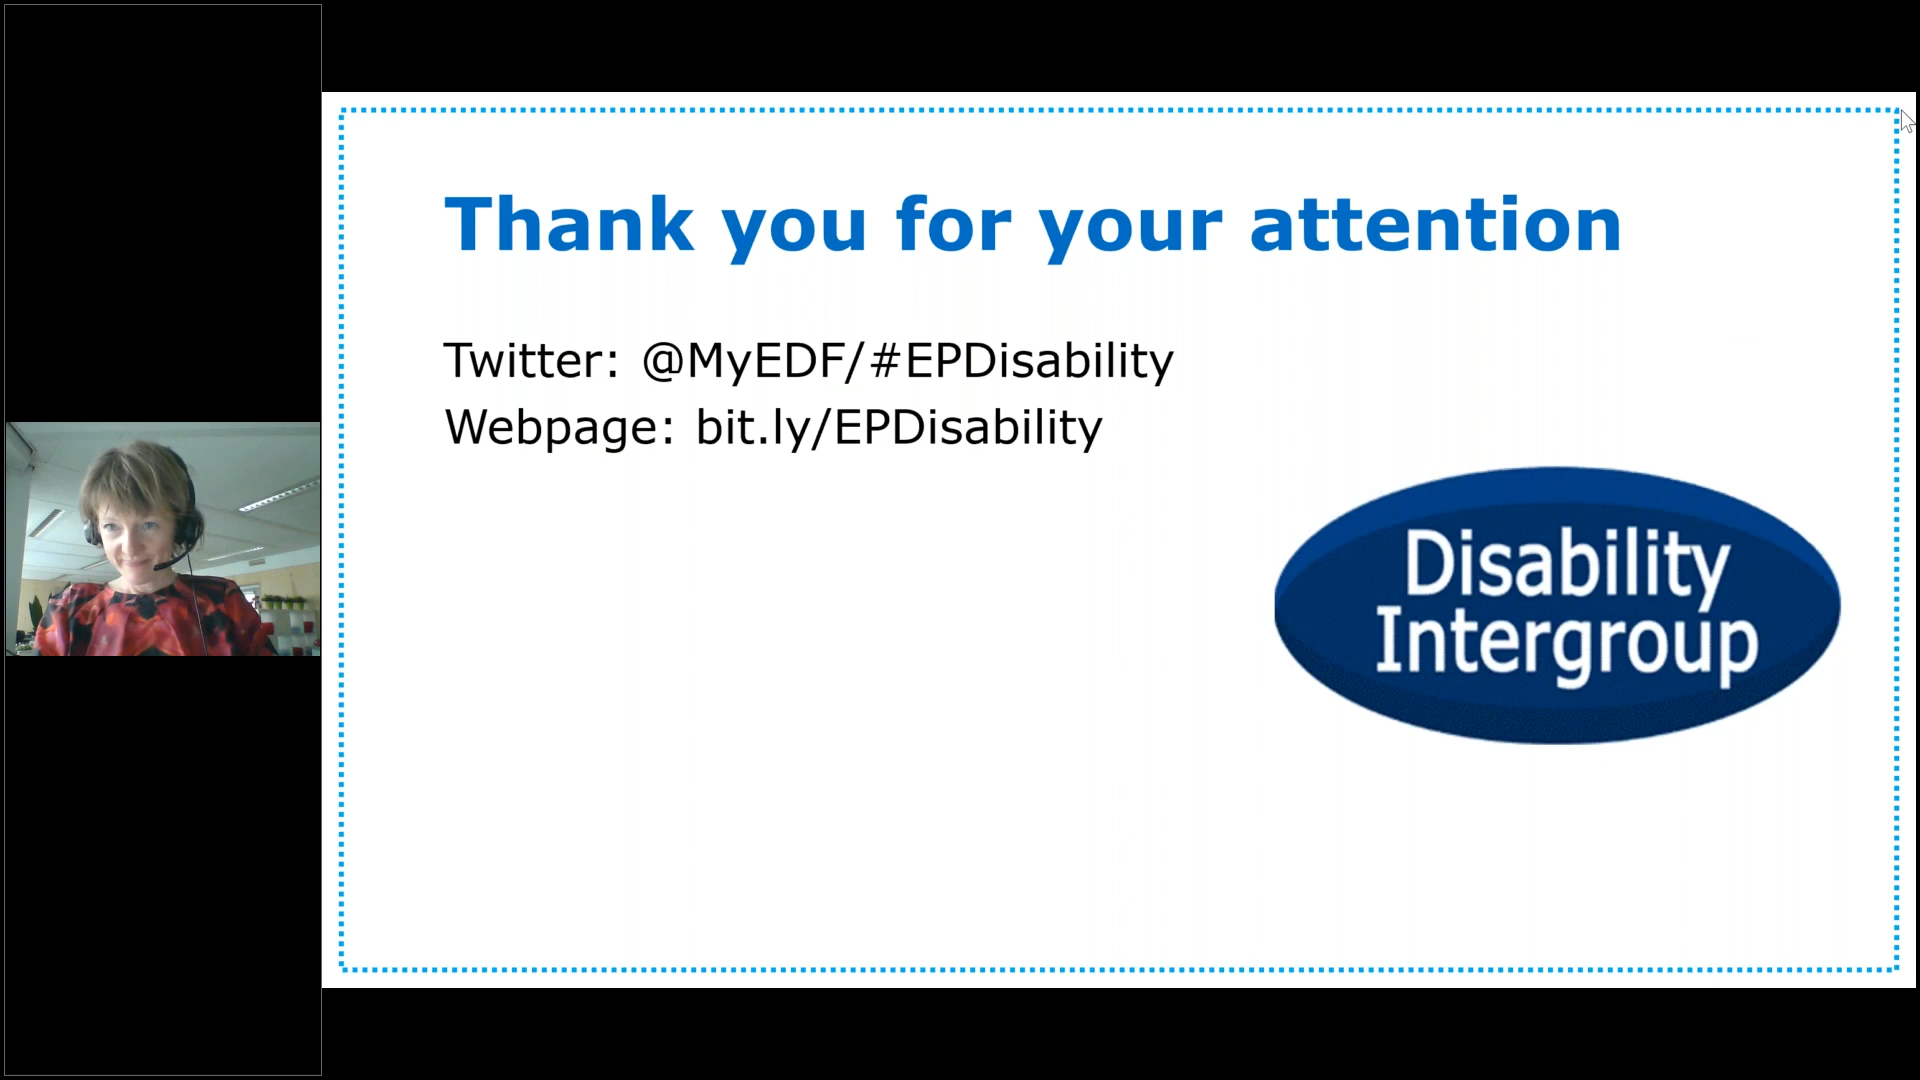 Thank you for your attention
Twitter: @MyEDF/#EPDisability
Webpage: bit.ly/EPDisability
Disability
Intergroup